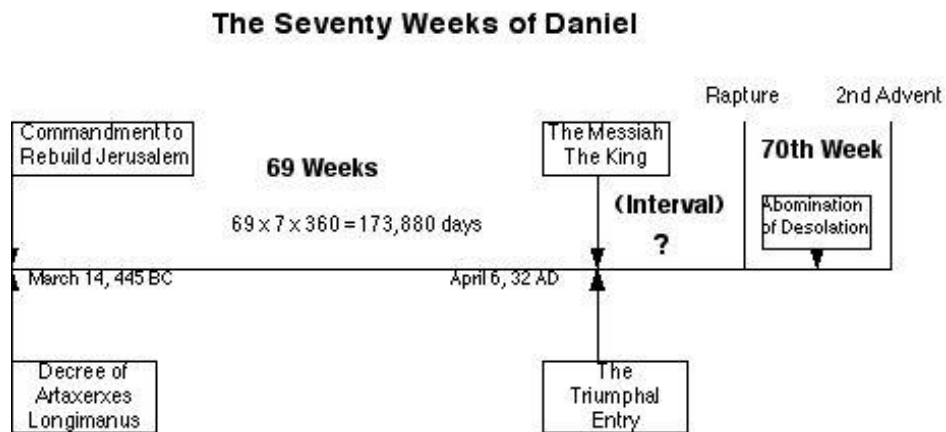 The Seventy Weeks of Daniel
Rapture
2nd Advent
Commandment to
Rebuild Jerusalem
69 Weeks
69 x 7 x 360 = 173,880 days
The Messiah
The King
(Interval)
?
70th Week
Abomination
of Desolation
March 14, 445 BC
April 6, 32 AD
Decree of
Artaxerxes
Longimanus
The
Triumphal
Entry